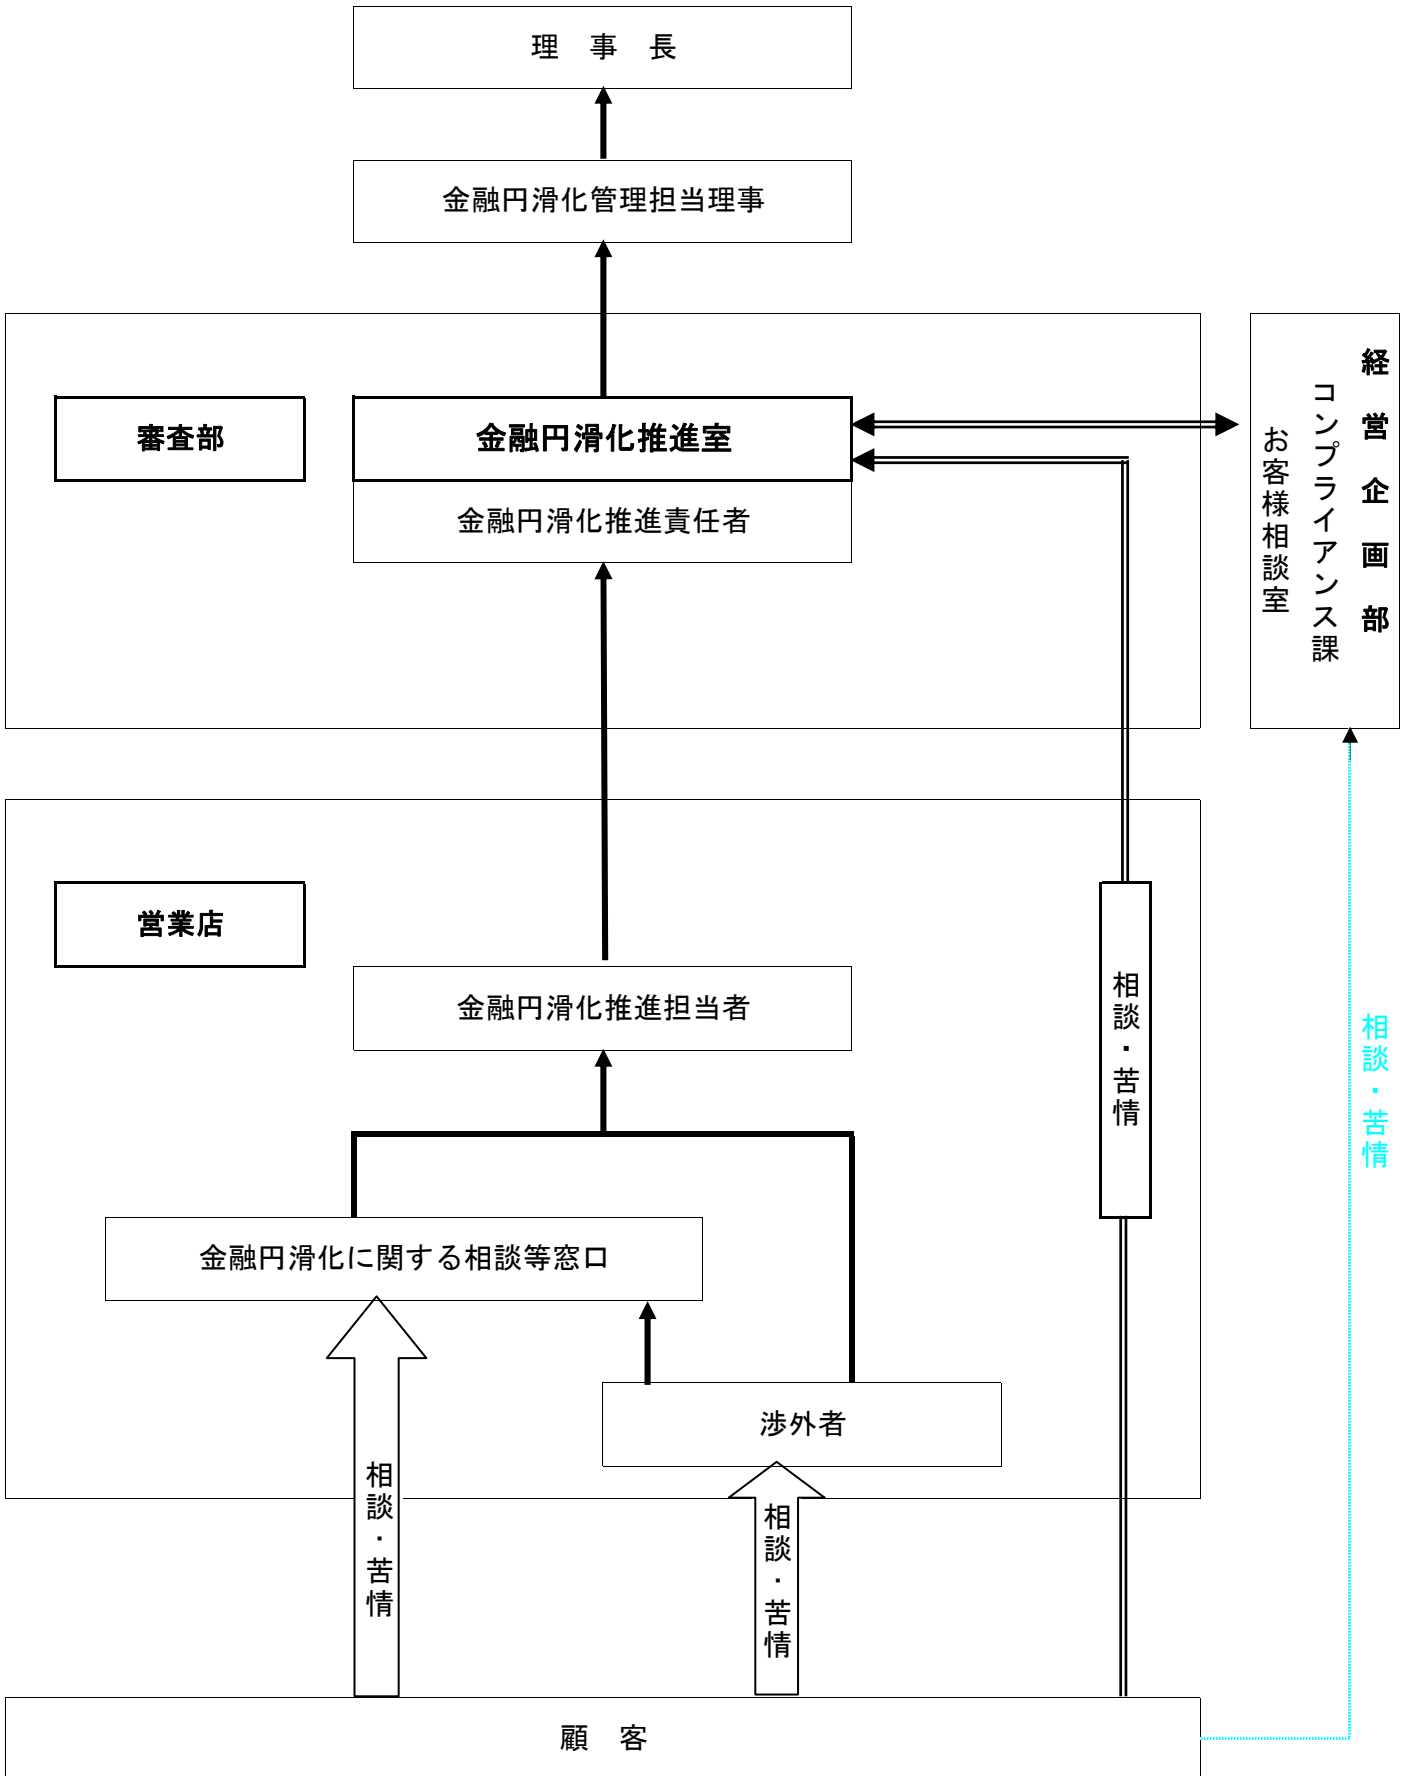 理　事　長
金融円滑化管理担当理事
審査部
金融円滑化推進室
金融円滑化推進責任者
経営企画部
コンプライアンス課
お客様相談室
営業店
金融円滑化推進担当者
相談・苦情
相談・苦情
金融円滑化に関する相談等窓口
渉外者
相談・苦情
相談・苦情
顧　客